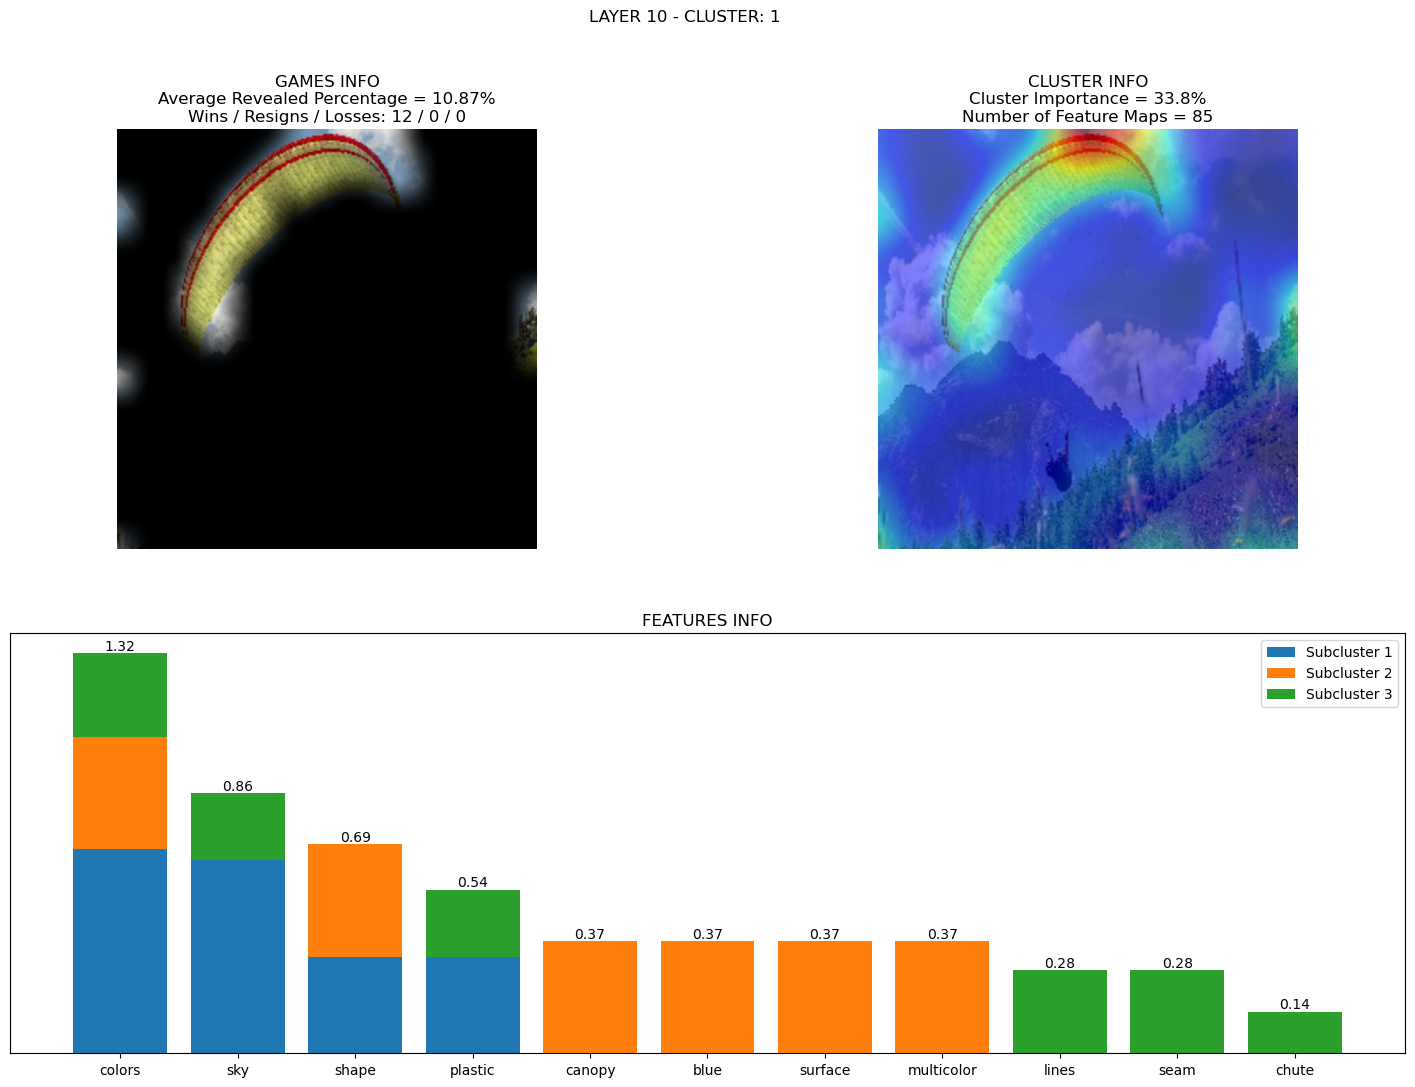 LAYER 10 - CLUSTER: 1
GAMES INFO
Average Revealed Percentage = 10.87%
Wins / Resigns / Losses: 12 / 0 / 0
CLUSTER INFO
Cluster Importance = 33.8%
Number of Feature Maps = 85
FEATURES INFO
1.32
0.86
0.69
0.54
0.37
0.37
0.37
0.37
0.28
0.28
0.14
Subcluster 1
Subcluster 2
Subcluster 3
colors
sky
shape
plastic
canopy
blue
surface
multicolor
lines
seam
chute